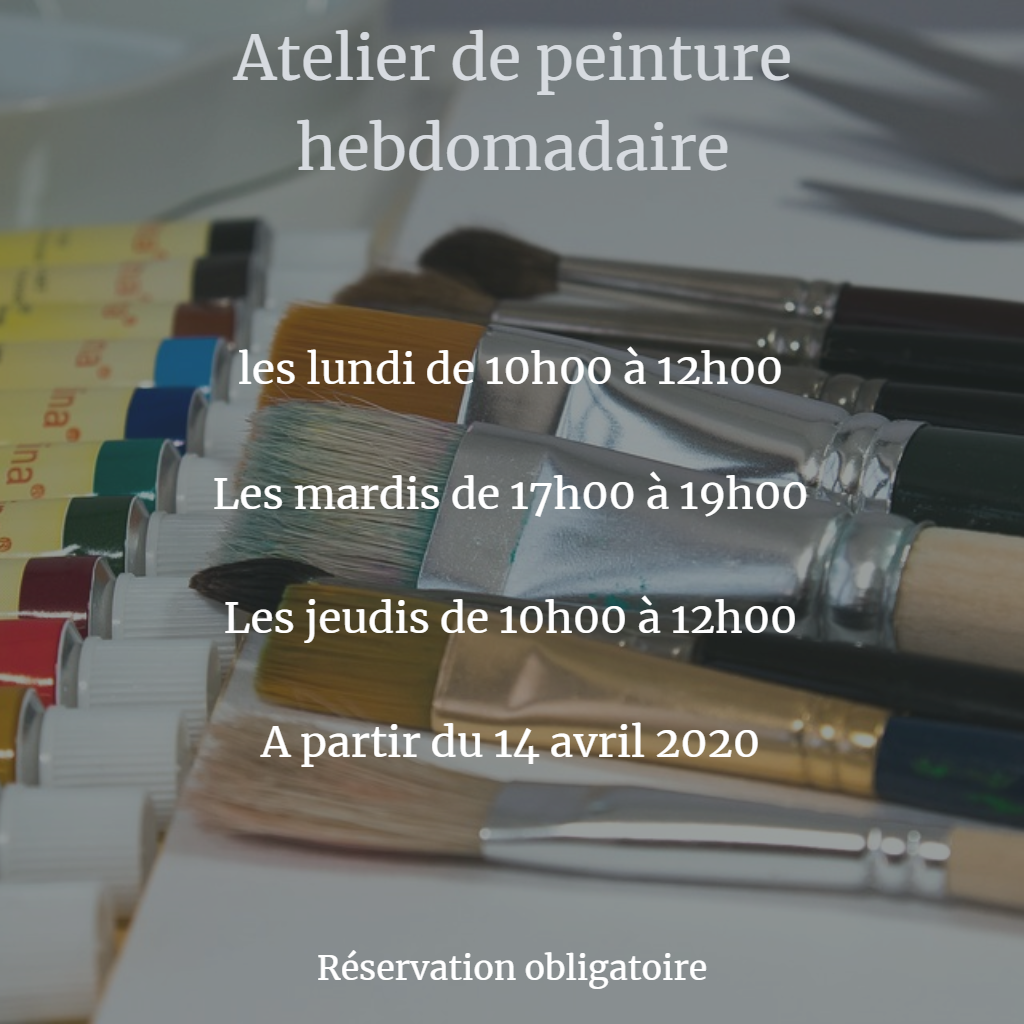 Atelier de peinture
hebdomadaire
les lundi de 10h00 à 12h00
Les mardis de 17h00 à 19h00
Les jeudis de 10h00 à 12h00
A partir du 14 avril 2020
Réservation obligatoire